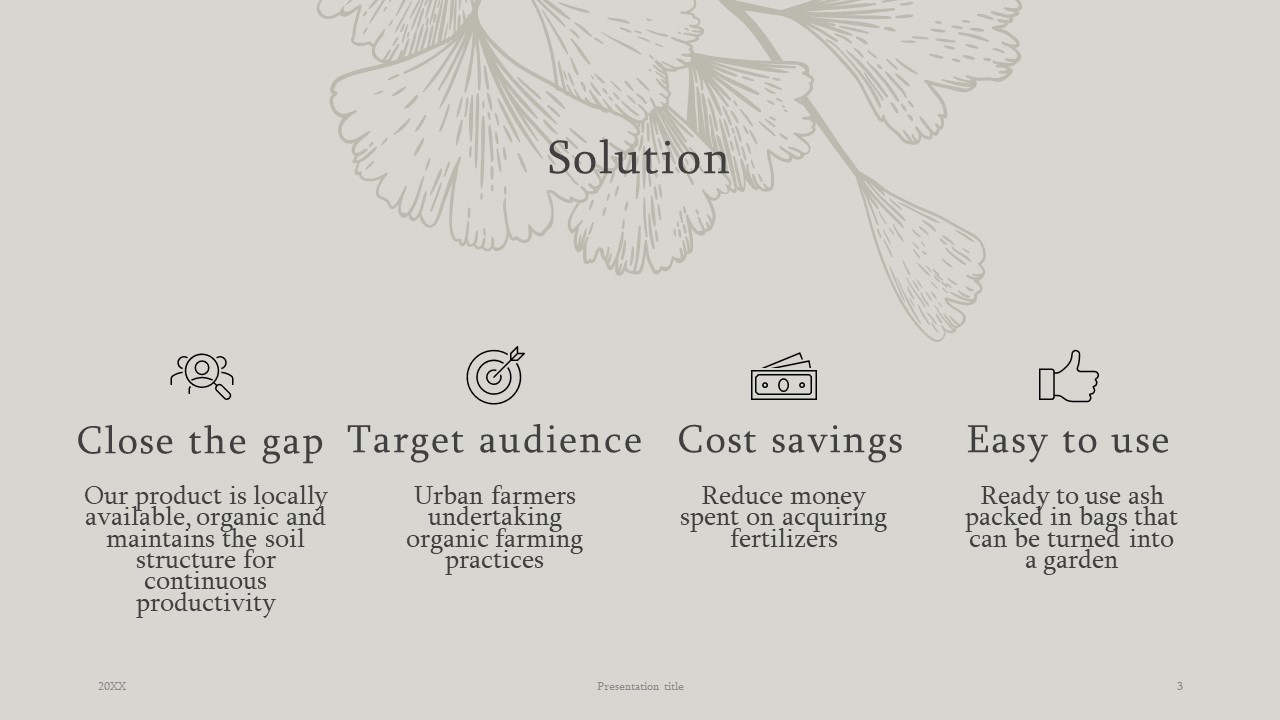 Solution
Close the gap
Our product is locally
available, organic and
maintains the soil
structure for
continuous
productivity
Target audience
Urban farmers
undertaking
organic farming
practices
Cost savings
Reduce money
spent on acquiring
fertilizers
Easy to use
Ready to use ash
packed in bags that
can be turned into
a garden
20XX
Presentation title
3